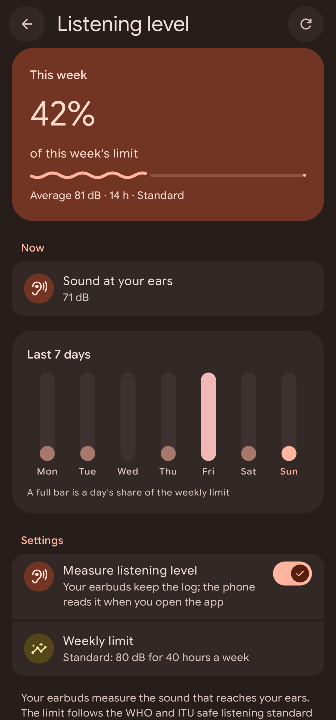 Listening level
This week
42%
of this week's limit
Average 81 dB · 14 h · Standard
Now
Sound at your ears
71 dB
Last 7 days
Mon Tue Wed Thu Fri Sat Sun
A full bar is a day's share of the weekly limit
Settings
Measure listening level
Your earbuds keep the log; the phone
reads it when you open the app
Weekly limit
Standard: 80 dB for 40 hours a week
Your earbuds measure the sound that reaches your ears.
The limit follows the WHO and ITU safe listening standard